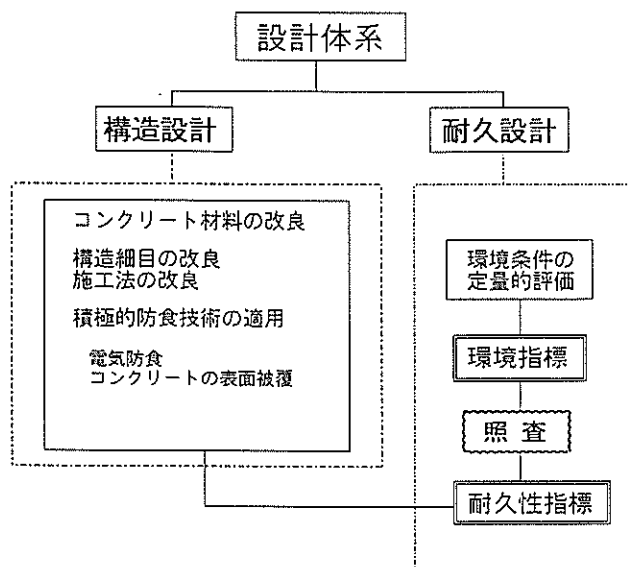 設計体系
構造設計
耐久設計
コンクリート材料の改良
構造細目の改良
施工法の改良
積極的防食技術の適用
電気防食
コンクリートの表面被覆
環境条件の
定量的評価
環境指標
照査
耐久性指標